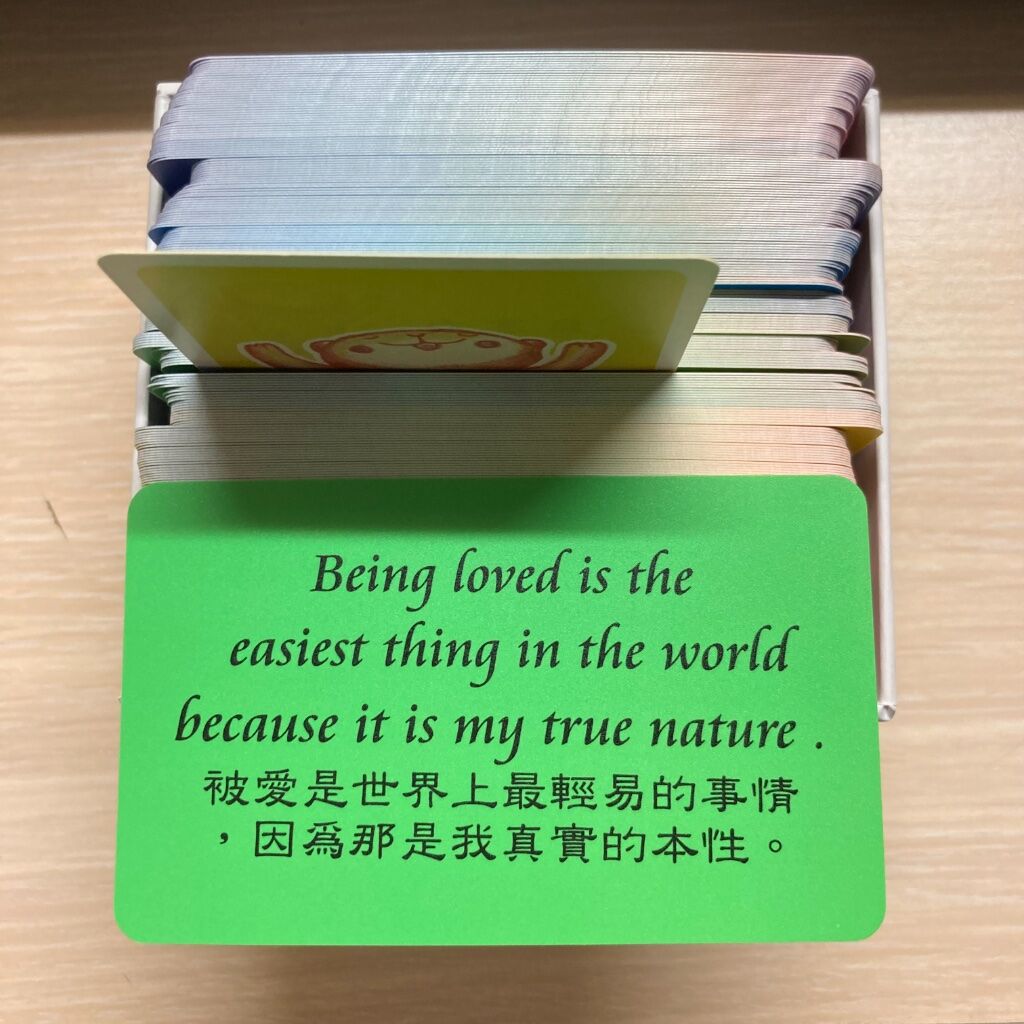 Being loved is the
easiest thing in the world
because it is my true nature .
被愛是世界上最輕易的事情
，因爲那是我真實的本性。